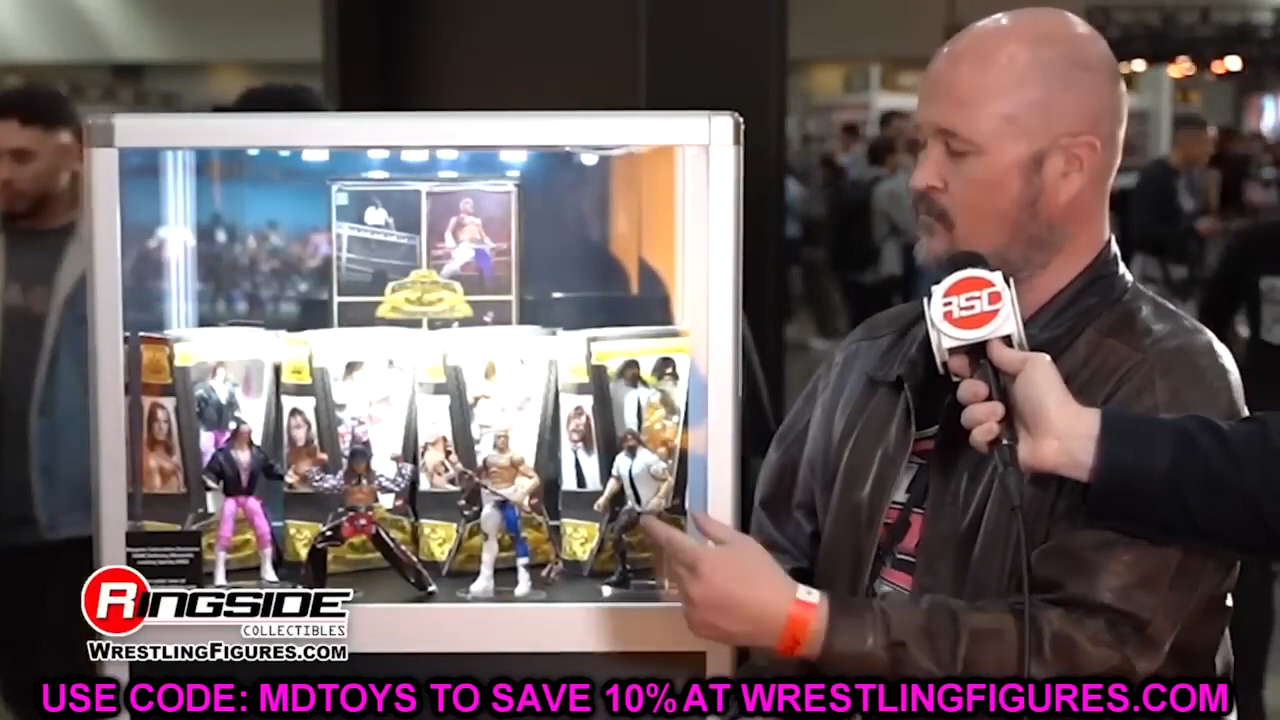 RSC
RINGSIDE
COLLECTIBLES
WRESTLINGFIGURES.COM
USE CODE: MDTOYS TO SAVE 10% AT WRESTLINGFIGURES.COM